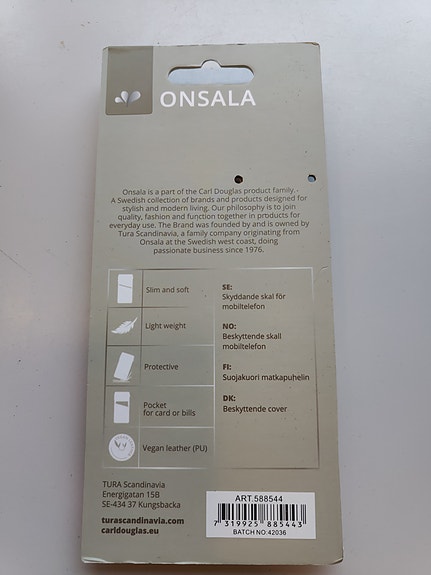 ONSALA
Onsala is a part of the Carl Douglas product family. -
A Swedish collection of brands and products designed for
stylish and modern living. Our philosophy is to join
quality, fashion and function together in products for
everyday use. The Brand was founded by and is owned by
Tura Scandinavia, a family company originating from
Onsala at the Swedish west coast, doing
passionate business since 1976.
Slim and soft
Light weight
Protective
Pocket
for card or bills
Vegan leather (PU)
SE:
Skyddande skal för
mobiltelefon
NO:
Beskyttende skall
mobiltelefon
FI:
Suojakuori matkapuhelin
DK:
Beskyttende cover
TURA Scandinavia
Energigatan 15B
SE-434 37 Kungsbacka
turascandinavia.com
carldouglas.eu
ART.588544
7 319925 885443
BATCH NO:42036